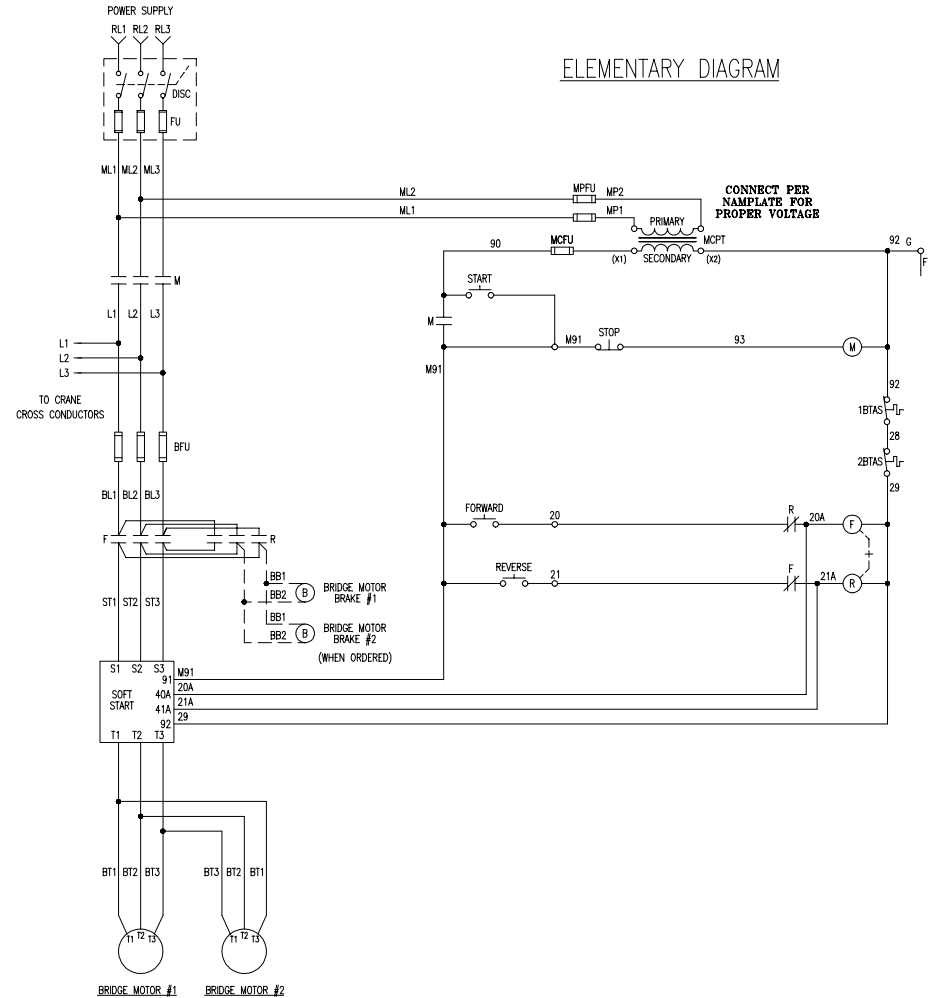 POWER SUPPLY
RL1 RL2 RL3
ELEMENTARY DIAGRAM
DISC
FU
ML1 ML2 ML3
ML2
MPFU
MP2
ML1
MP1
CONNECT PER
NAMPLATE FOR
PROPER VOLTAGE
PRIMARY
MCPT
90
MCFU
(X1)
SECONDARY
(X2)
92 G
F
M
START
L1 L2 L3
M
L1
L2
L3
M91
STOP
93
M
M91
TO CRANE
CROSS CONDUCTORS
92
1BTAS
28
BFU
2BTAS
29
BL1 BL2 BL3
FORWARD
20
R
20A
F
F
R
REVERSE
21
F
21A
R
BB1
BB2
B
BRIDGE MOTOR
BRAKE #1
ST1 ST2 ST3
BB1
BB2
B
BRIDGE MOTOR
BRAKE #2
(WHEN ORDERED)
S1 S2 S3
91
M91
SOFT
START
40A
20A
41A
21A
92
29
T1 T2 T3
BT1 BT2 BT3
BT3 BT2 BT1
T1 T2 T3
T1 T2 T3
BRIDGE MOTOR #1
BRIDGE MOTOR #2